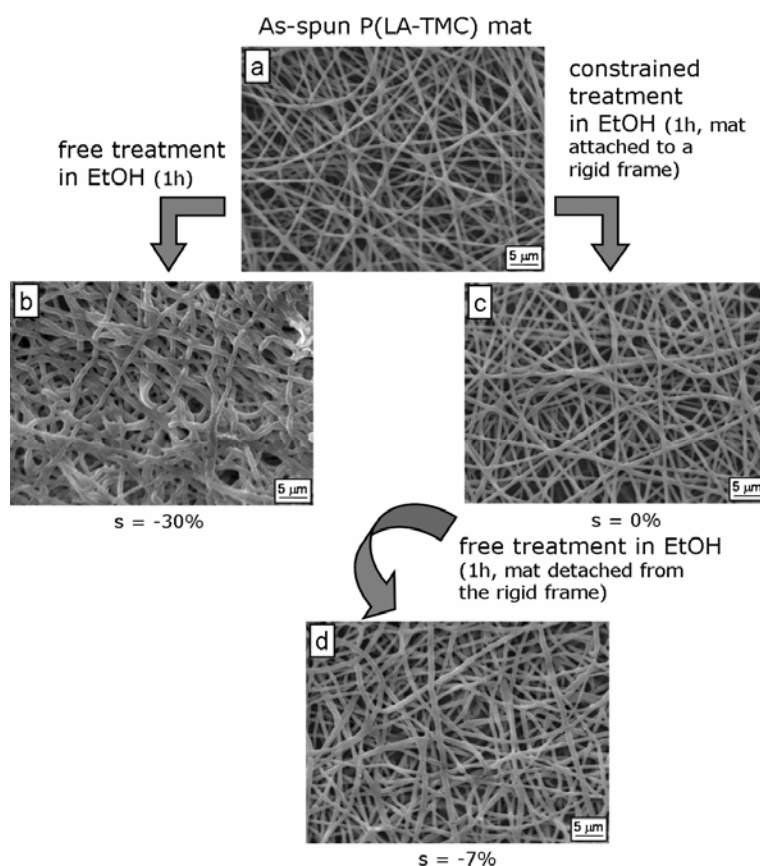 As-spun P(LA-TMC) mat
a
constrained
treatment
in EtOH (1h, mat
attached to a
rigid frame)
free treatment
in EtOH (1h)
5 µm
b
c
5 µm
5 µm
s = -30%
s = 0%
free treatment in EtOH
(1h, mat detached from
the rigid frame)
d
5 µm
s = -7%